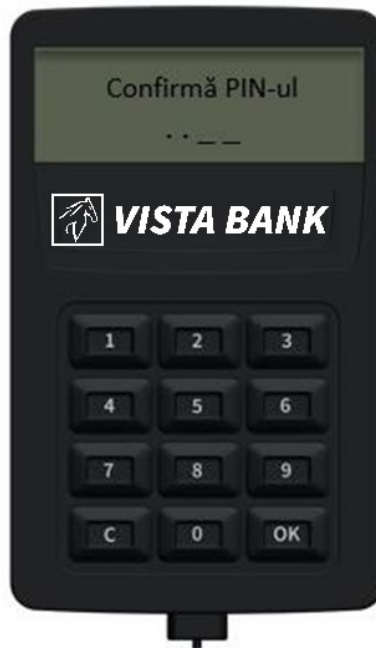 Confirmă PIN-ul
. . _ _
VISTA BANK
1 2 3
4 5 6
7 8 9
C 0 OK